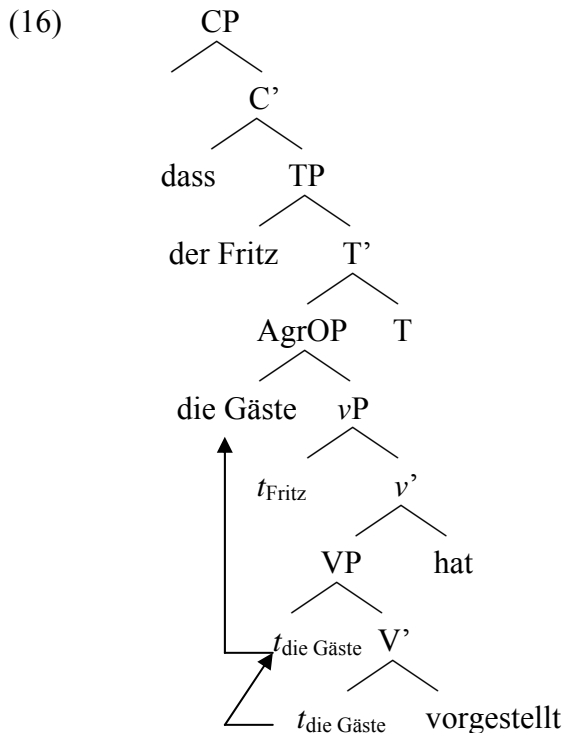 (16) CP
C’
dass TP
der Fritz T’
AgrOP T
die Gäste vP
tFritz v’
VP hat
tdie Gäste V’
tdie Gäste vorgestellt